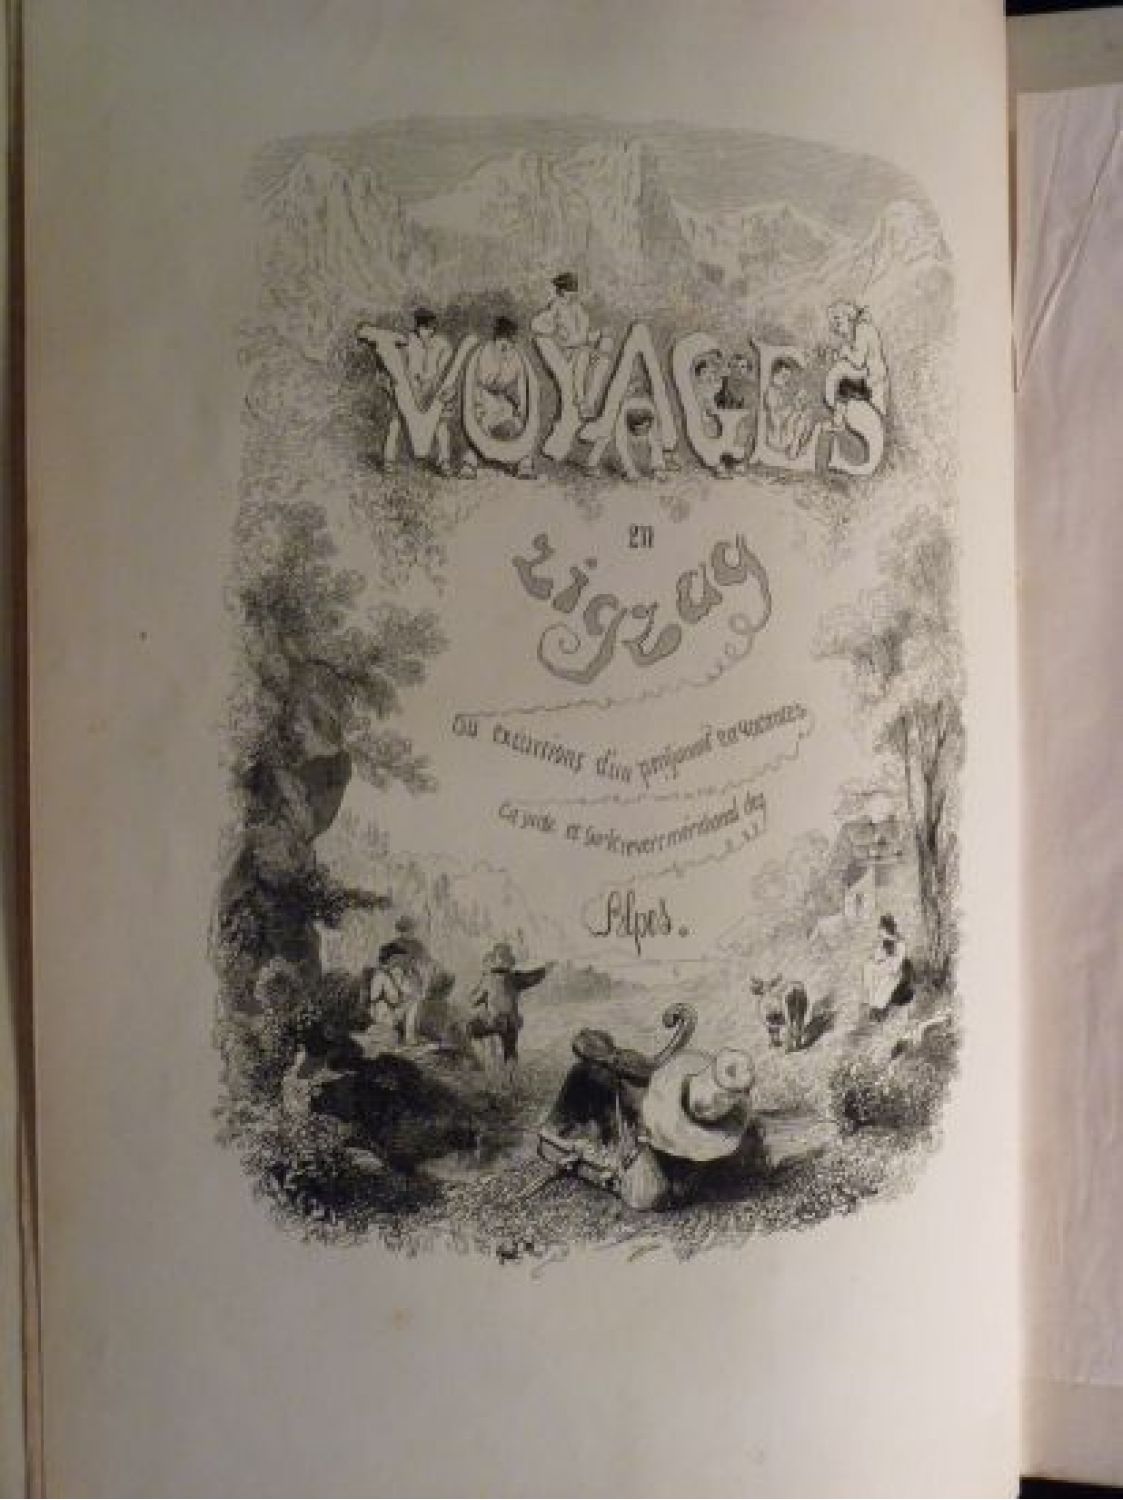 VOYAGES
en
zigzag
Ou excursions d'un pensionnat en vacances
en suisse et sur le revers méridional des
Alpes.